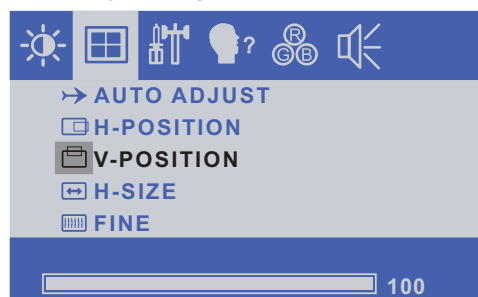 ? R G B
AUTO ADJUST
H-POSITION
V-POSITION
H-SIZE
FINE
100